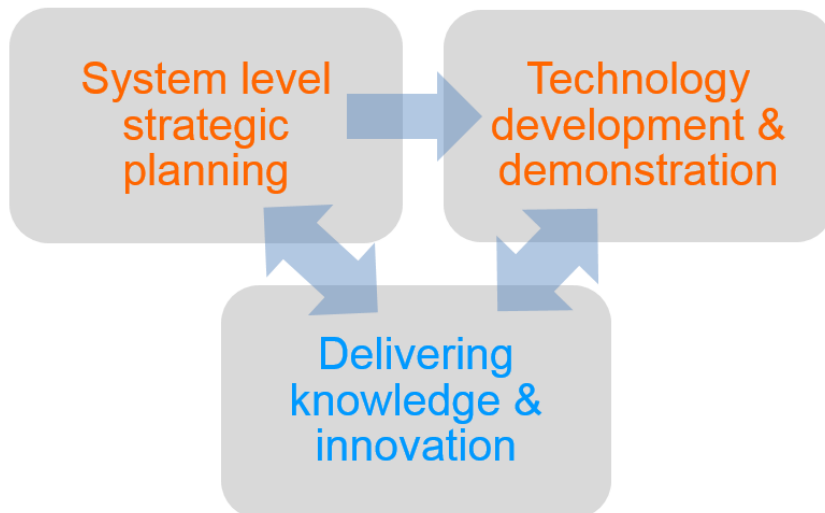 System level
strategic
planning
Technology
development &
demonstration
Delivering
knowledge &
innovation